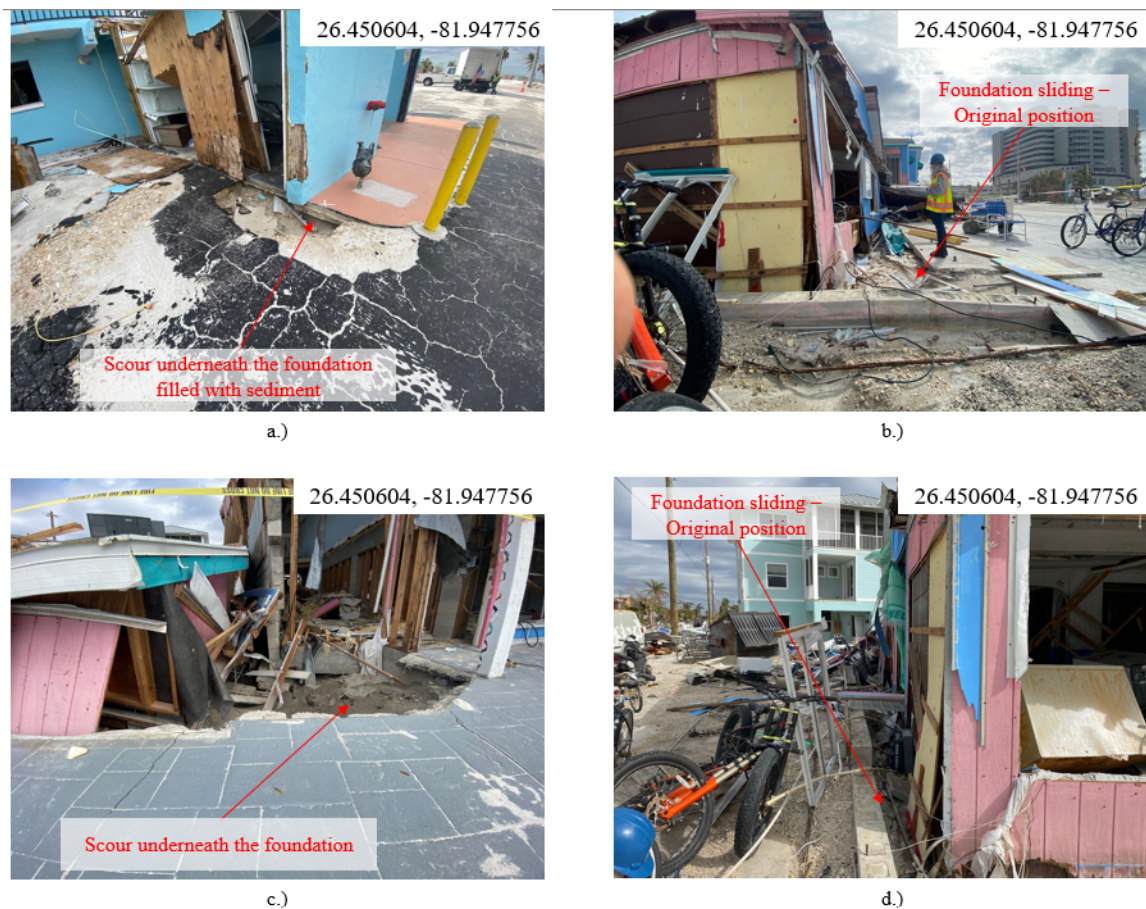 26.450604, -81.947756
26.450604, -81.947756
Foundation sliding –
Original position
Scour underneath the foundation
filled with sediment
a.)
b.)
26.450604, -81.947756
Foundation sliding –
Original position
26.450604, -81.947756
Scour underneath the foundation
c.)
d.)